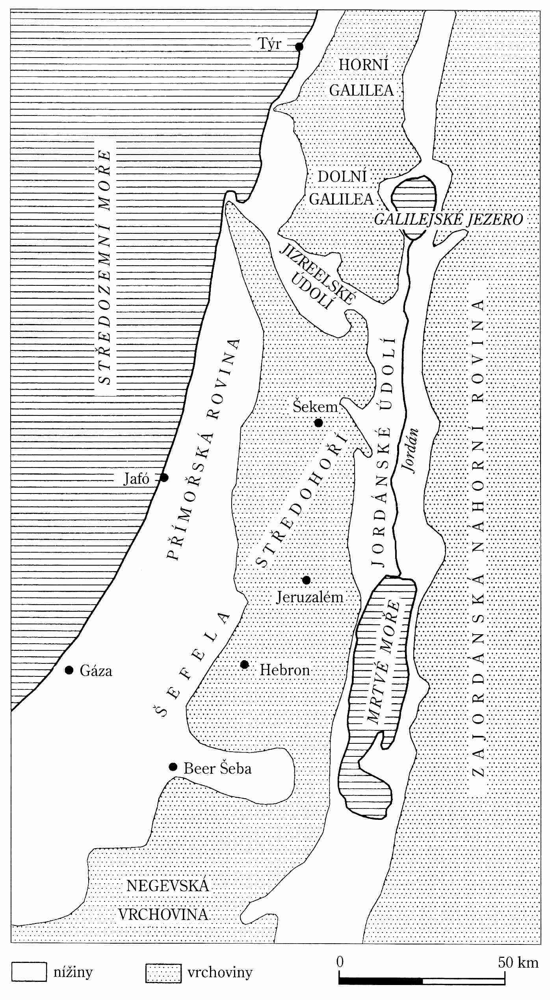 Týr
HORNÍ
GALILEA
STŘEDOZEMNÍ MOŘE
DOLNÍ
GALILEA
GALILEJSKÉ JEZERO
JIZREELSKÉ
ÚDOLÍ
PŘÍMOŘSKÁ ROVINA
Šekem
STŘEDOHOŘÍ
JORDÁNSKÉ ÚDOLÍ
Jordán
ZAJORDÁNSKÁ NÁHORNÍ ROVINA
Jafó
Jeruzalém
ŠEFELA
MRTVÉ MOŘE
Gáza
Hebron
Beer Šeba
NEGEVSKÁ
VRCHOVINA
nížiny
vrchoviny
0
50 km